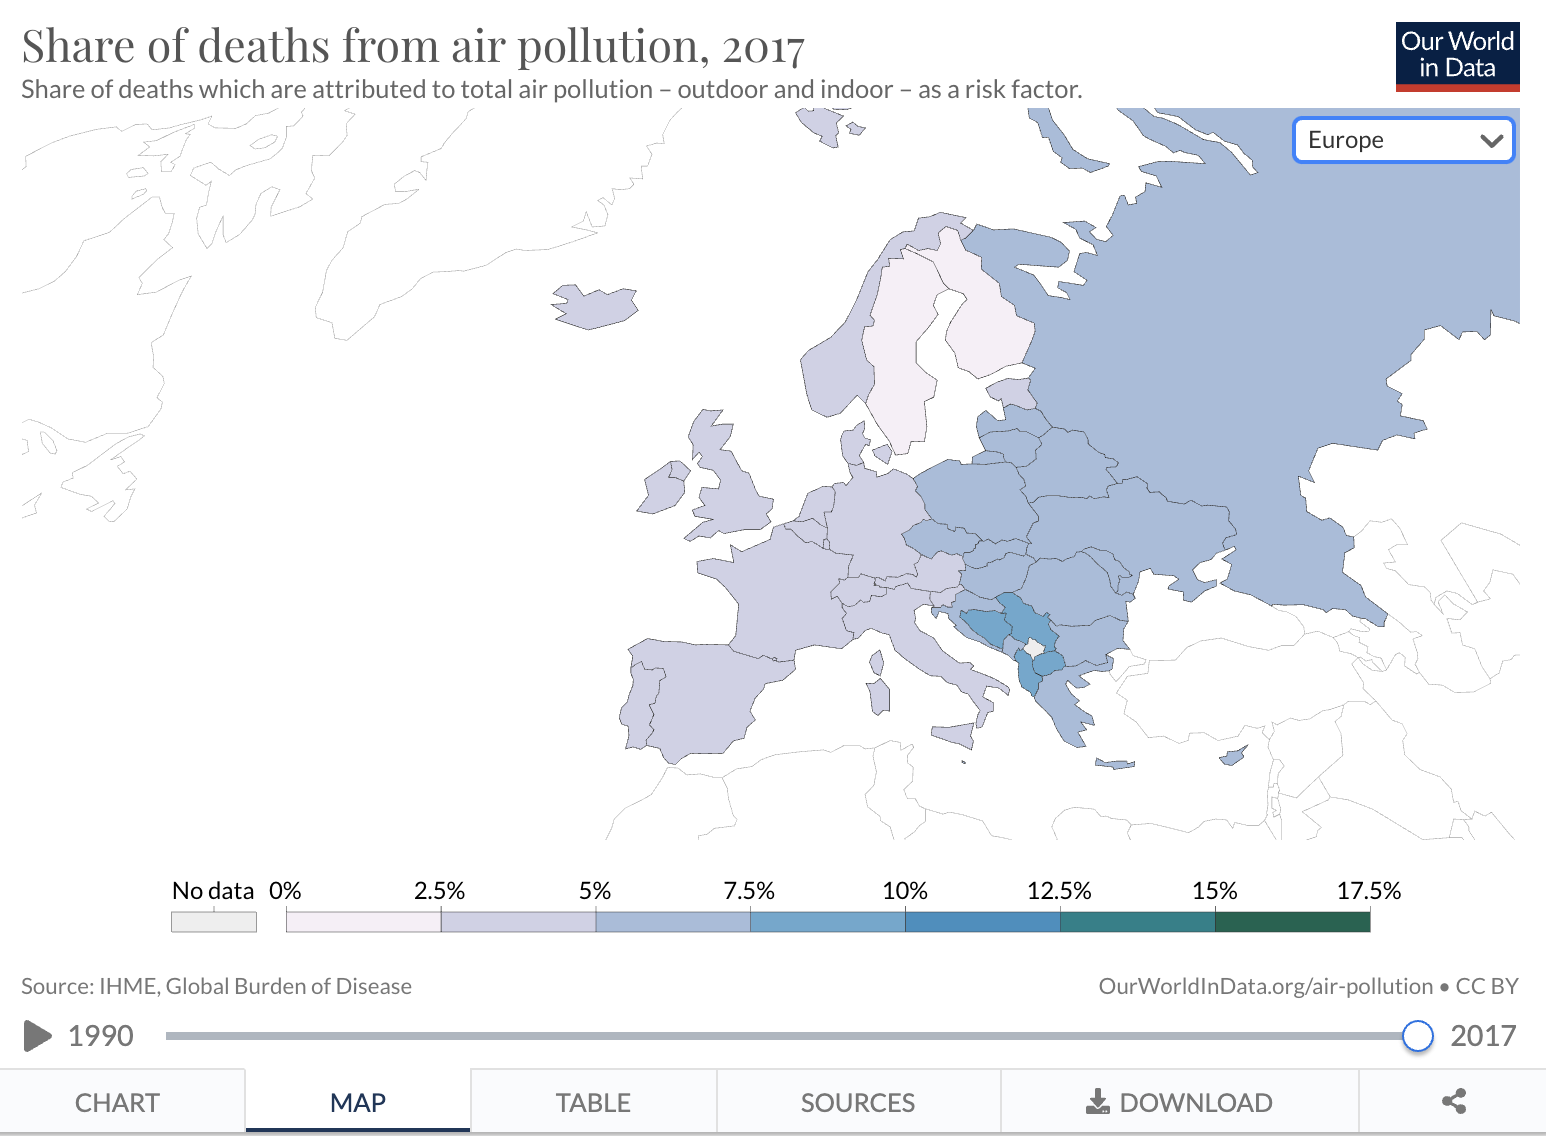 Share of deaths from air pollution, 2017
Share of deaths which are attributed to total air pollution – outdoor and indoor – as a risk factor.
Our World
in Data
Europe
No data 0% 2.5% 5% 7.5% 10% 12.5% 15% 17.5%
Source: IHME, Global Burden of Disease
OurWorldInData.org/air-pollution • CC BY
1990 2017
CHART MAP TABLE SOURCES DOWNLOAD